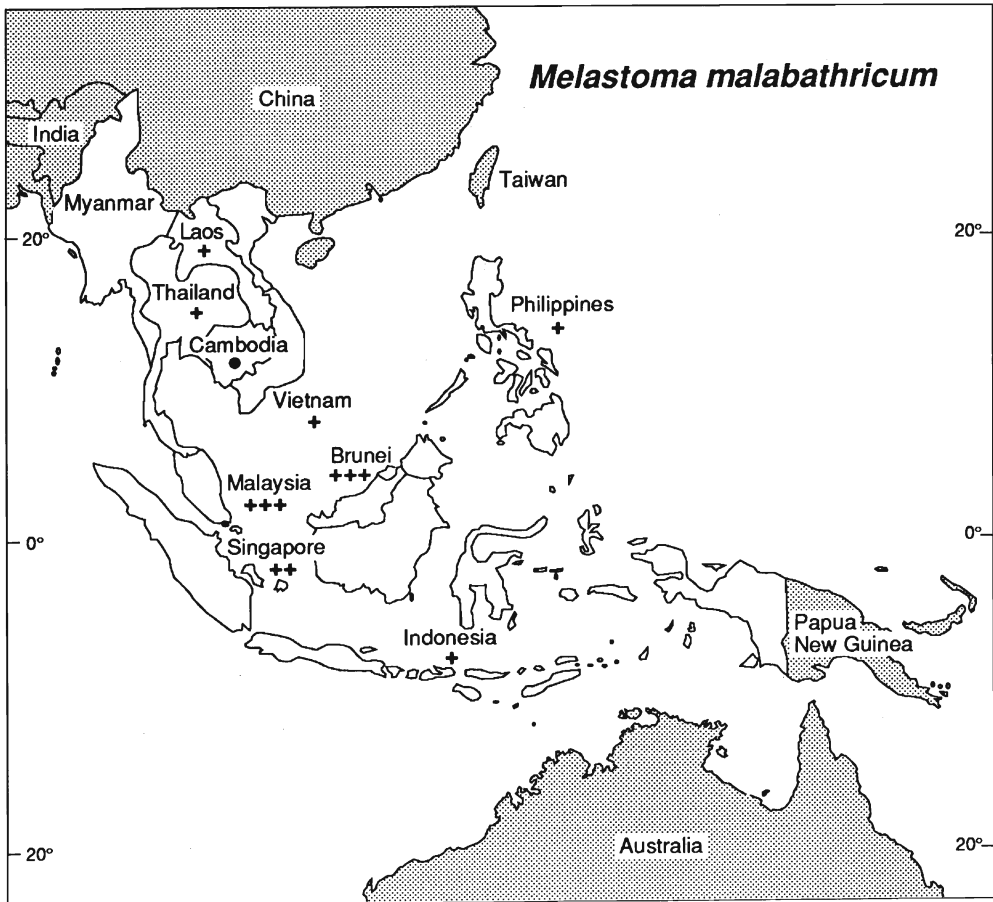 Melastoma malabathricum
China
India
Taiwan
Myanmar
Laos
+
20°
20°
Thailand
+
Philippines
+
Cambodia
●
Vietnam
+
Brunei
+++
Malaysia
+++
0°
0°
Singapore
++
Indonesia
+
Papua
New Guinea
Australia
20°
20°